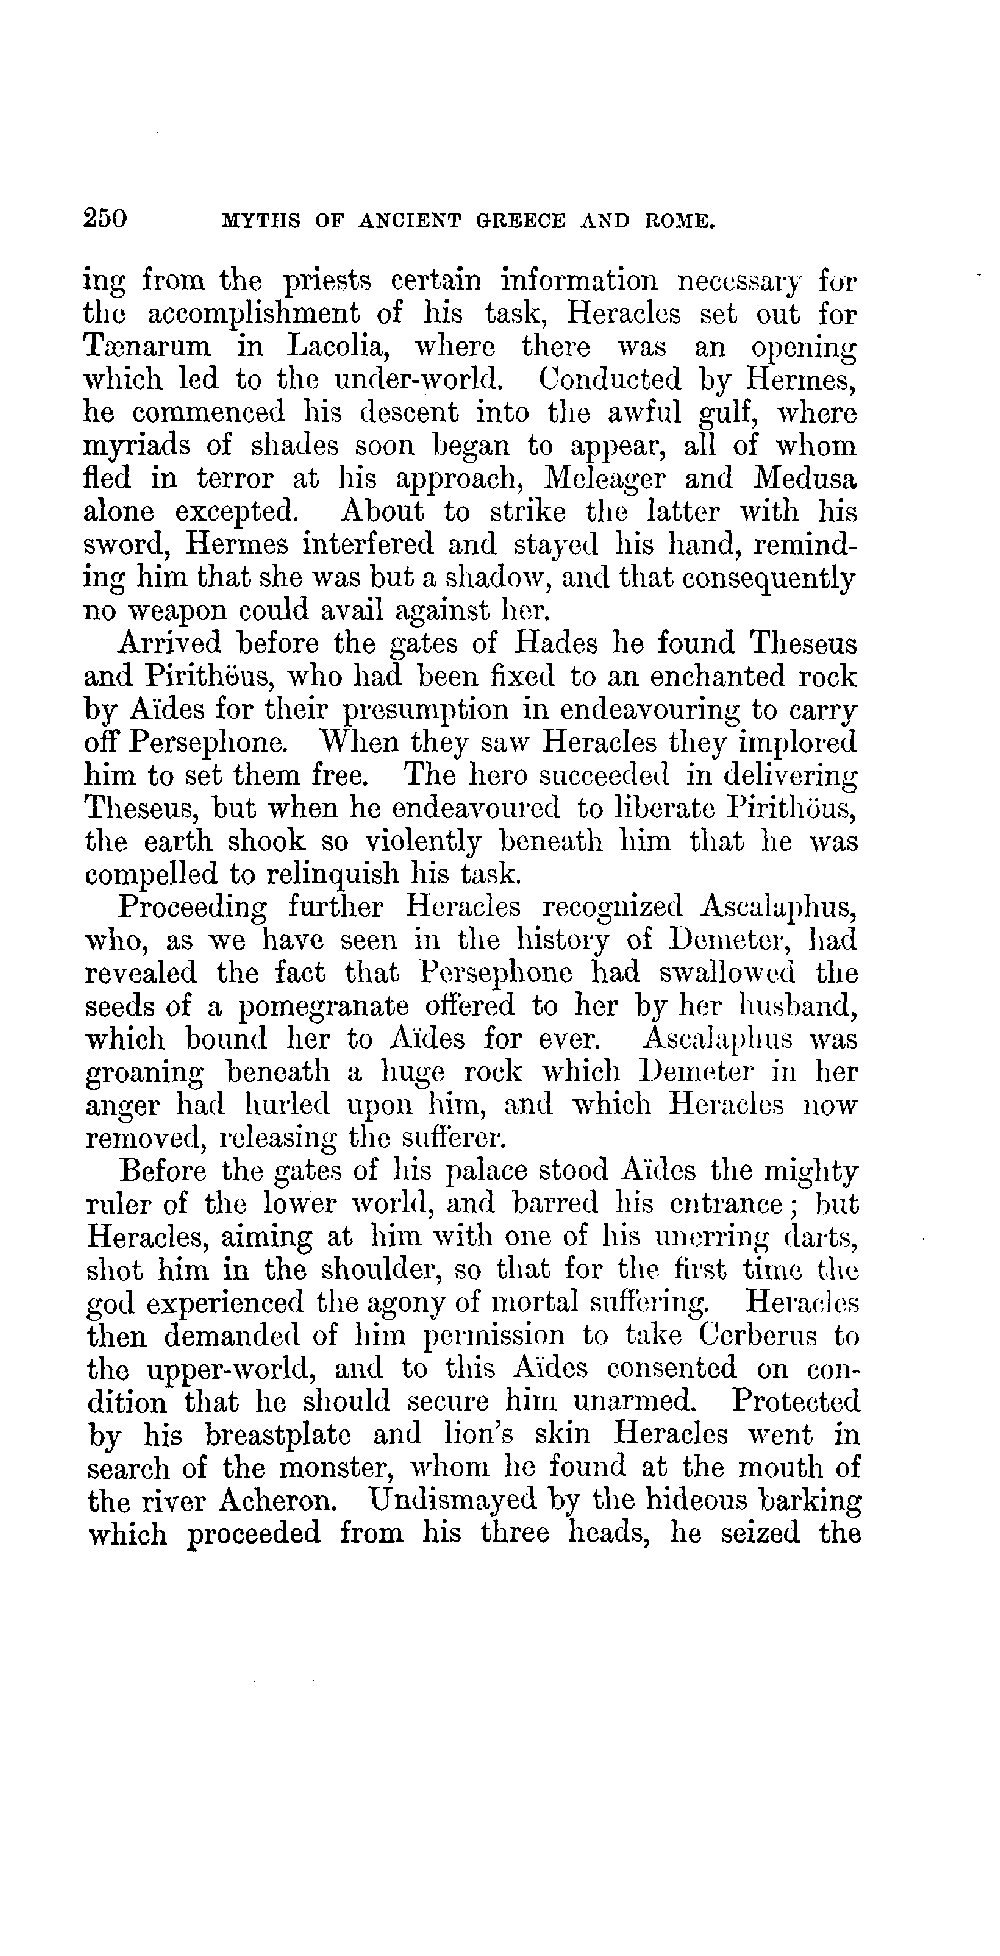 250 MYTHS OF ANCIENT GREECE AND ROME.
ing from the priests certain information necessary for
the accomplishment of his task, Heracles set out for
Tænarum in Lacolia, where there was an opening
which led to the under-world. Conducted by Hermes,
he commenced his descent into the awful gulf, where
myriads of shades soon began to appear, all of whom
fled in terror at his approach, Meleager and Medusa
alone excepted. About to strike the latter with his
sword, Hermes interfered and stayed his hand, remind-
ing him that she was but a shadow, and that consequently
no weapon could avail against her.
Arrived before the gates of Hades he found Theseus
and Pirithöus, who had been fixed to an enchanted rock
by Aïdes for their presumption in endeavouring to carry
off Persephone. When they saw Heracles they implored
him to set them free. The hero succeeded in delivering
Theseus, but when he endeavoured to liberate Pirithöus,
the earth shook so violently beneath him that he was
compelled to relinquish his task.
Proceeding further Heracles recognized Ascalaphus,
who, as we have seen in the history of Demeter, had
revealed the fact that Persephone had swallowed the
seeds of a pomegranate offered to her by her husband,
which bound her to Aïdes for ever. Ascalaphus was
groaning beneath a huge rock which Demeter in her
anger had hurled upon him, and which Heracles now
removed, releasing the sufferer.
Before the gates of his palace stood Aïdes the mighty
ruler of the lower world, and barred his entrance; but
Heracles, aiming at him with one of his unerring darts,
shot him in the shoulder, so that for the first time the
god experienced the agony of mortal suffering. Heracles
then demanded of him permission to take Cerberus to
the upper-world, and to this Aïdes consented on con-
dition that he should secure him unarmed. Protected
by his breastplate and lion's skin Heracles went in
search of the monster, whom he found at the mouth of
the river Acheron. Undismayed by the hideous barking
which proceeded from his three heads, he seized the